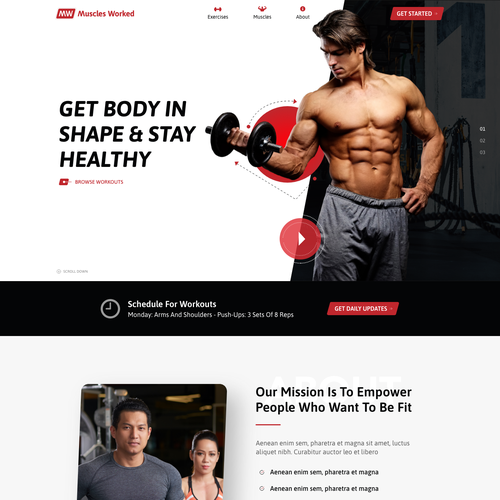 MW Muscles Worked
Exercises
Muscles
About
GET STARTED
GET BODY IN
SHAPE & STAY
HEALTHY
BROWSE WORKOUTS
01
02
03
SCROLL DOWN
Schedule For Workouts
Monday: Arms And Shoulders - Push-Ups: 3 Sets Of 8 Reps
GET DAILY UPDATES
ABOUT
Our Mission Is To Empower
People Who Want To Be Fit
Aenean enim sem, pharetra et magna sit amet, luctus
aliquet nibh. Curabitur auctor leo et libero
Aenean enim sem, pharetra et magna
Aenean enim sem, pharetra et magna